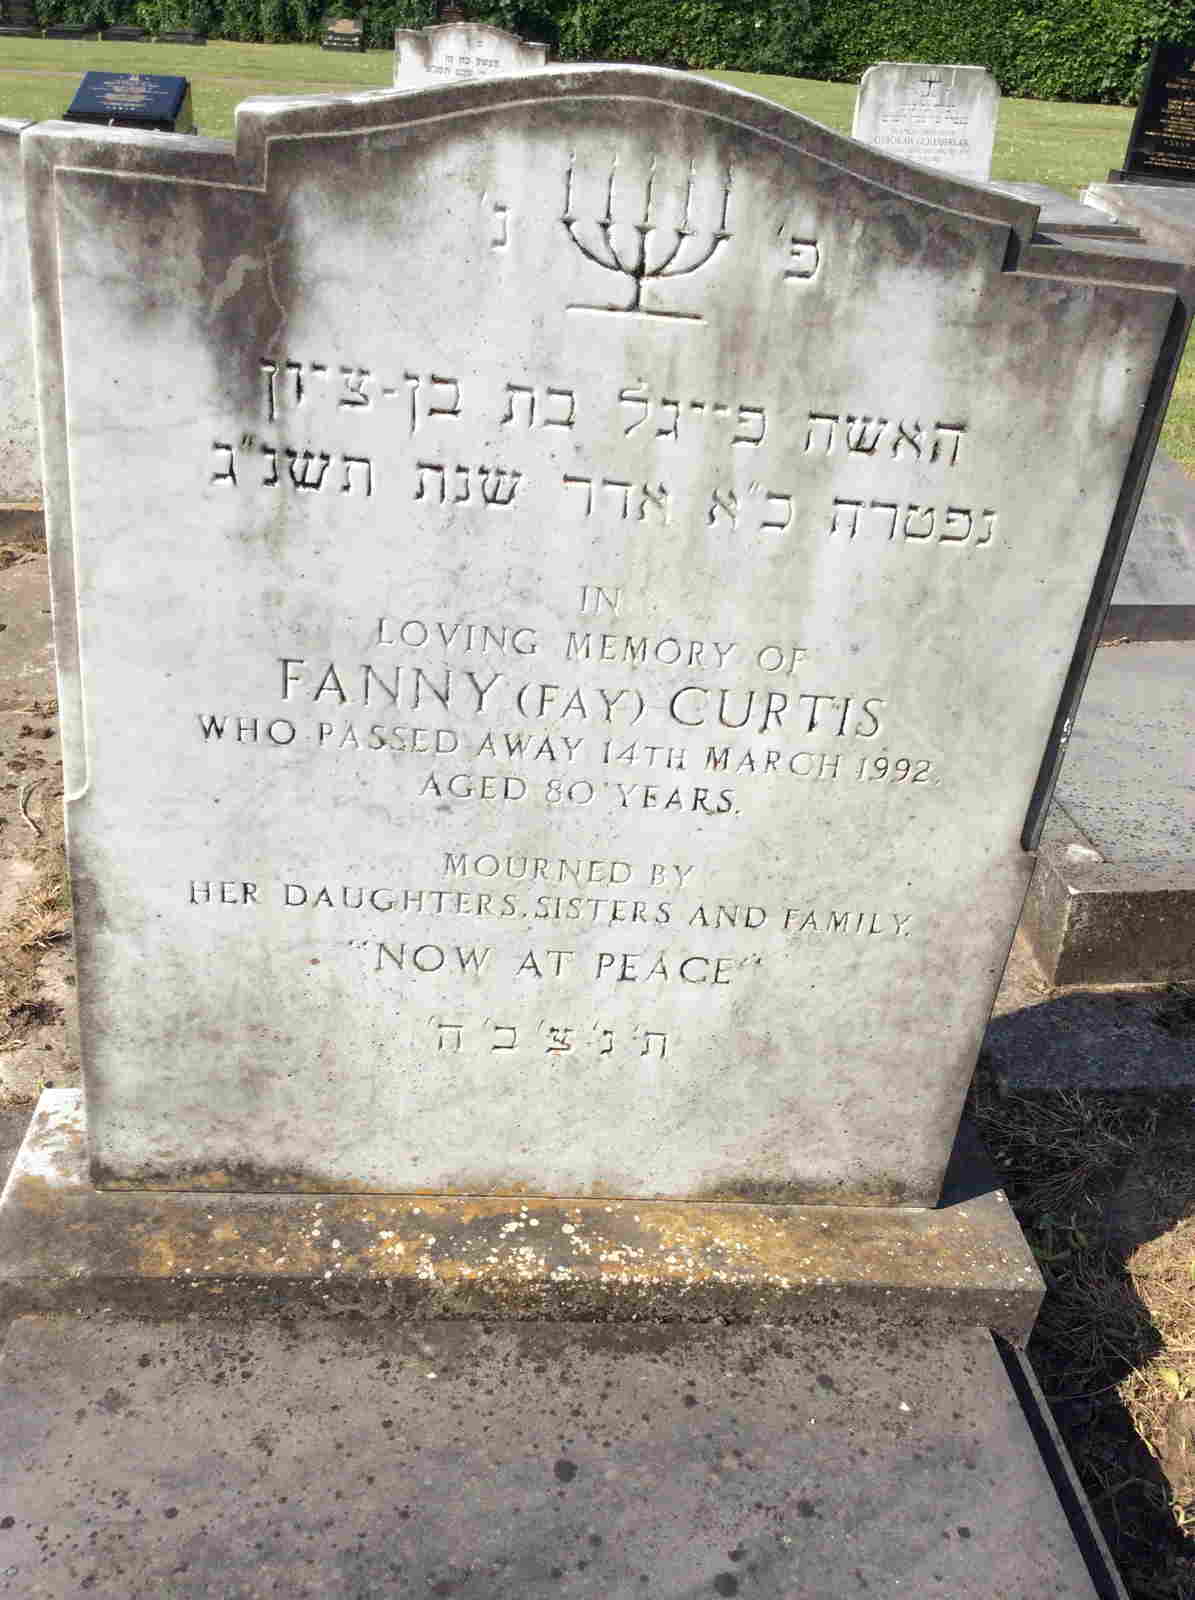 פ' נ'
האשה פייגל בת בן-ציון
נפטרה כ"א אדר שנת תשנ"ג
IN
LOVING MEMORY OF
FANNY (FAY) CURTIS
WHO PASSED AWAY 14TH MARCH 1992.
AGED 80 YEARS.
MOURNED BY
HER DAUGHTERS, SISTERS AND FAMILY.
"NOW AT PEACE"
ת' נ' צ' ב' ה'